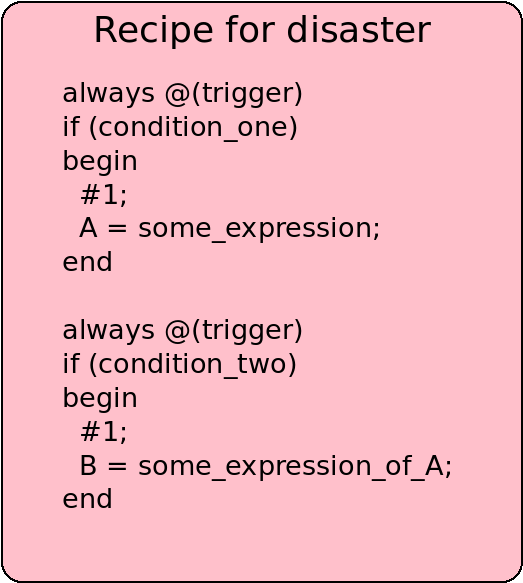 Recipe for disaster
always @(trigger)
if (condition_one)
begin
  #1;
  A = some_expression;
end

always @(trigger)
if (condition_two)
begin
  #1;
  B = some_expression_of_A;
end